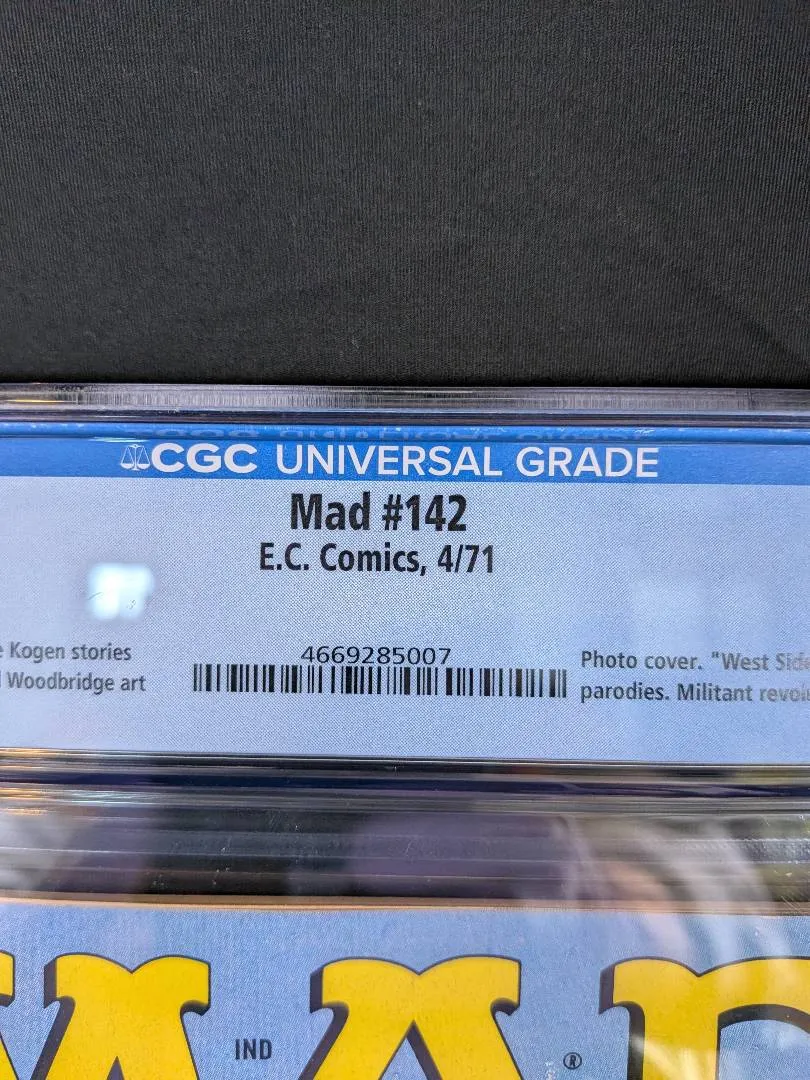 CGC UNIVERSAL GRADE
Mad #142
E.C. Comics, 4/71
Kogen stories
Woodbridge art
4669285007
Photo cover. "West Side
parodies. Militant
MAD
IND
®